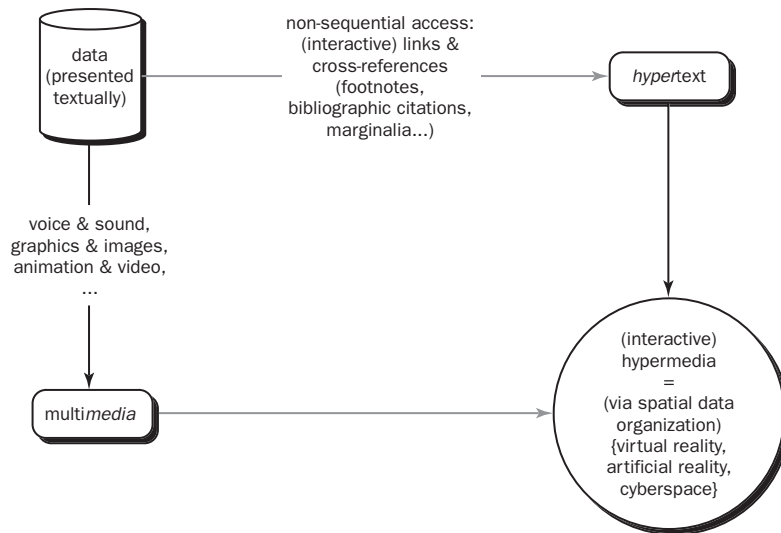 data
(presented
textually)
non-sequential access:
(interactive) links &
cross-references
(footnotes,
bibliographic citations,
marginalia...)
hypertext
voice & sound,
graphics & images,
animation & video,
...
multimedia
(interactive)
hypermedia
=
(via spatial data
organization)
{virtual reality,
artificial reality,
cyberspace}